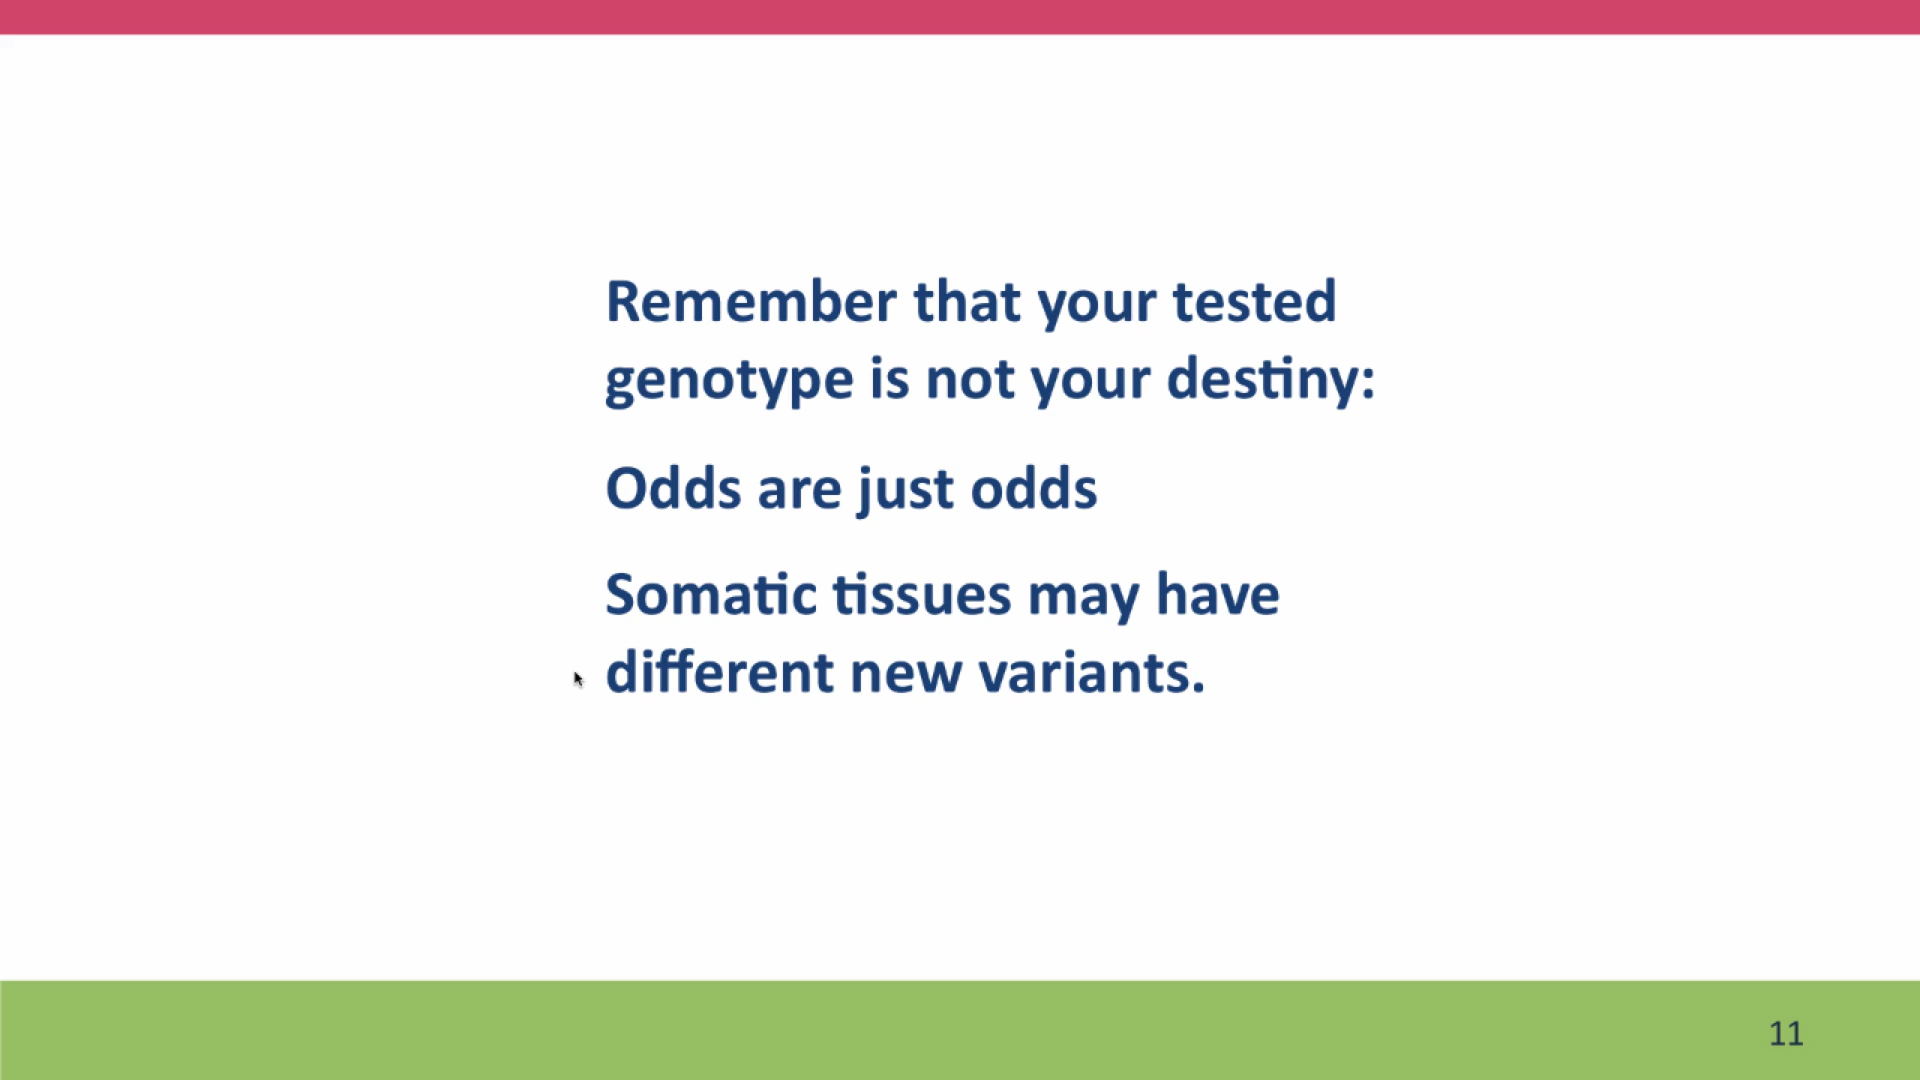 Remember that your tested
genotype is not your destiny:
Odds are just odds
Somatic tissues may have
different new variants.
11